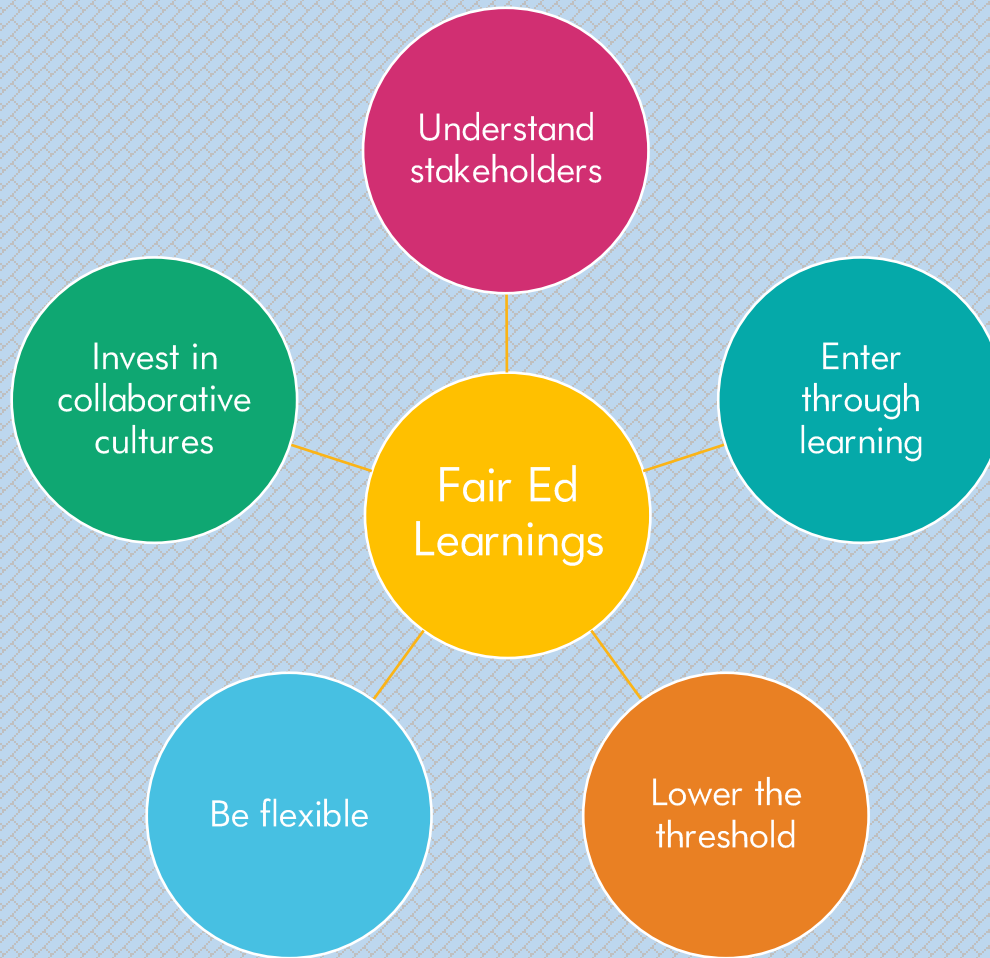 Understand
stakeholders
Invest in
collaborative
cultures
Enter
through
learning
Fair Ed
Learnings
Be flexible
Lower the
threshold